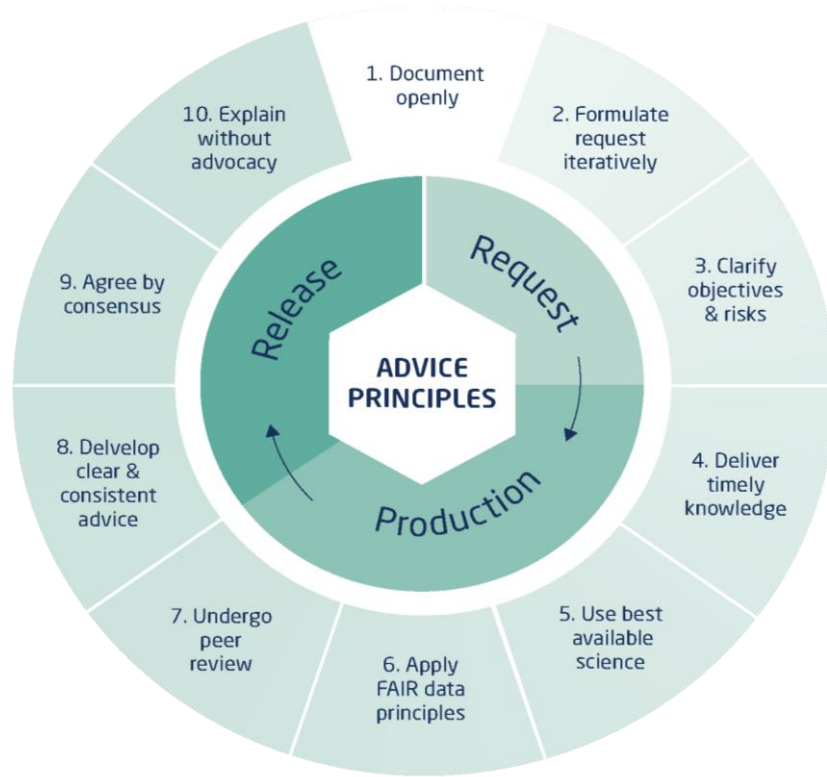 1. Document
openly
2. Formulate
request
iteratively
3. Clarify
objectives
& risks
4. Deliver
timely
knowledge
5. Use best
available
science
6. Apply
FAIR data
principles
7. Undergo
peer
review
8. Delvelop
clear &
consistent
advice
9. Agree by
consensus
10. Explain
without
advocacy
Request
Production
Release
ADVICE
PRINCIPLES